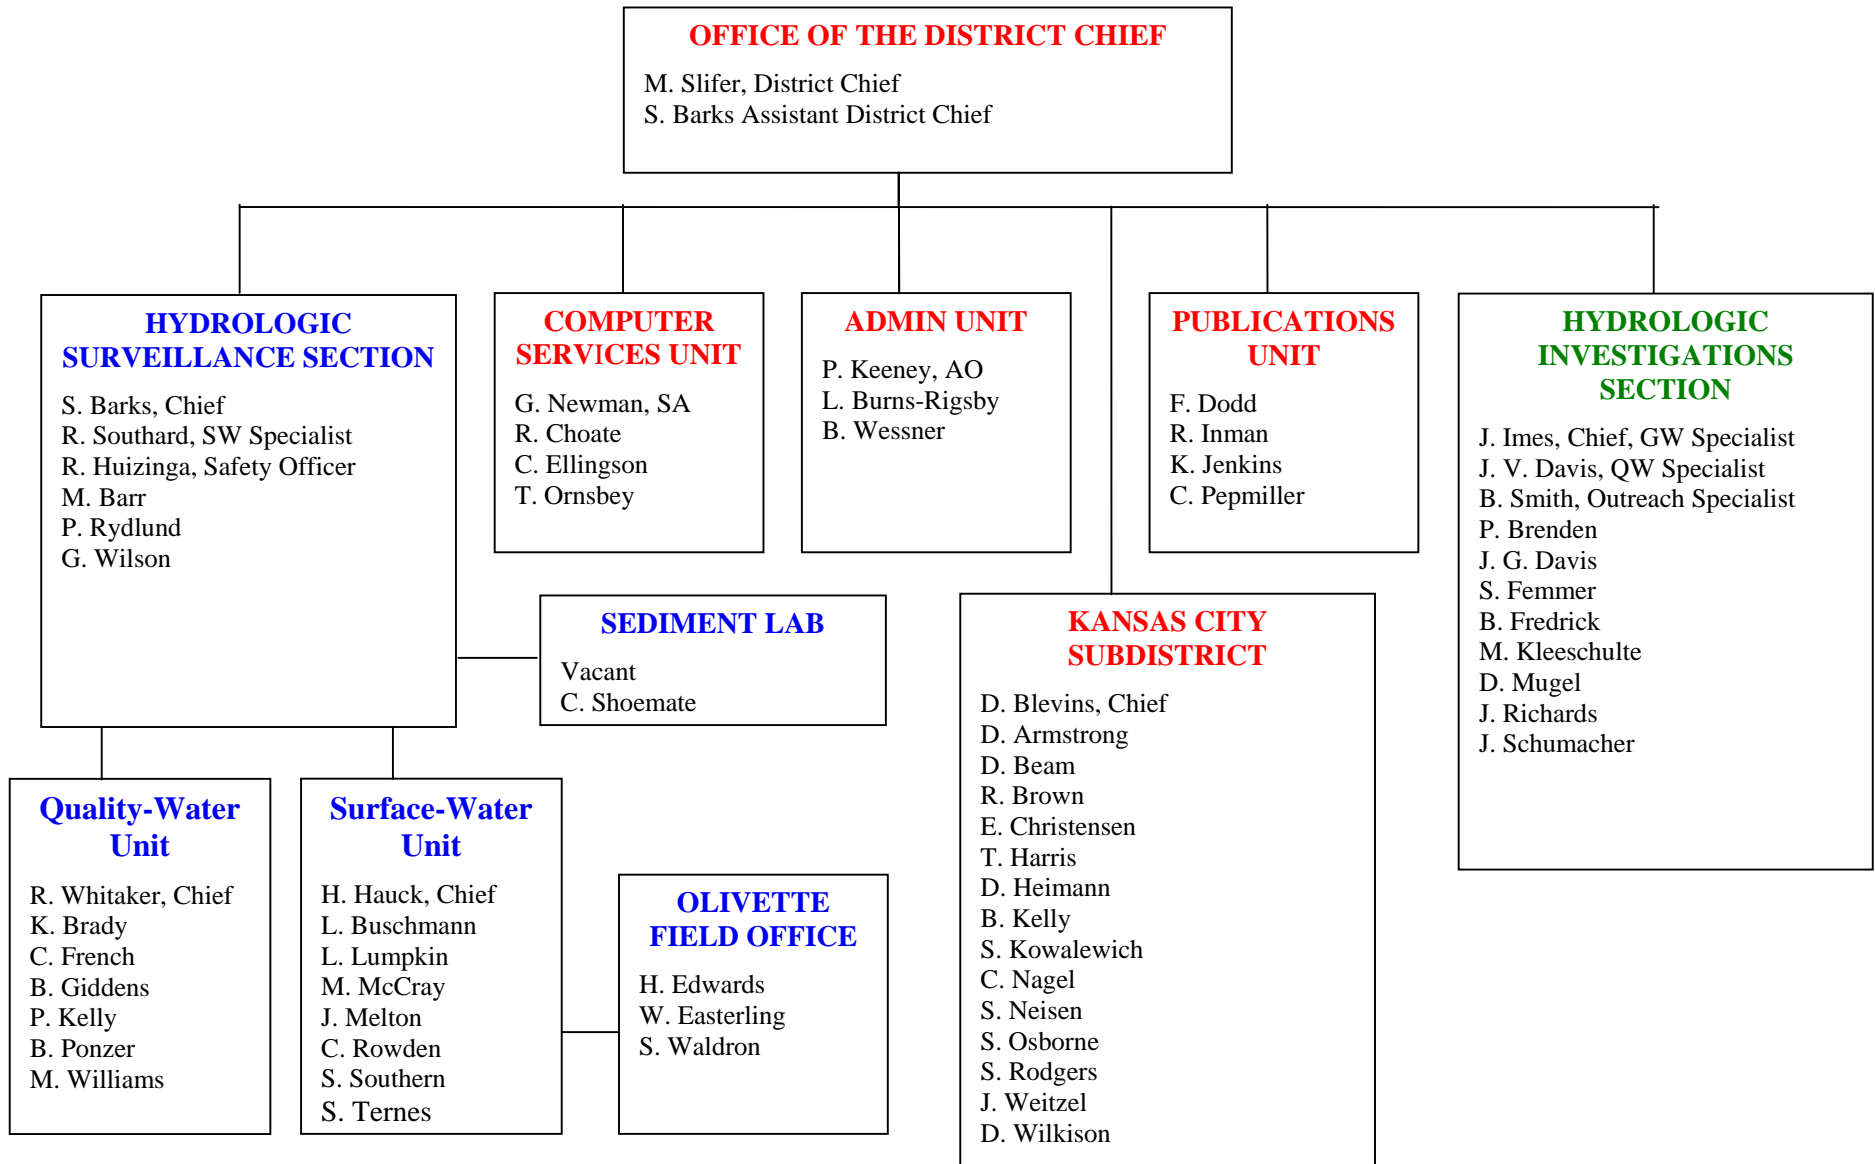 OFFICE OF THE DISTRICT CHIEF
M. Slifer, District Chief
S. Barks Assistant District Chief
HYDROLOGIC
SURVEILLANCE SECTION
S. Barks, Chief
R. Southard, SW Specialist
R. Huizinga, Safety Officer
M. Barr
P. Rydlund
G. Wilson
COMPUTER
SERVICES UNIT
G. Newman, SA
R. Choate
C. Ellingson
T. Ornsbey
ADMIN UNIT
P. Keeney, AO
L. Burns-Rigsby
B. Wessner
PUBLICATIONS
UNIT
F. Dodd
R. Inman
K. Jenkins
C. Pepmiller
HYDROLOGIC
INVESTIGATIONS
SECTION
J. Imes, Chief, GW Specialist
J. V. Davis, QW Specialist
B. Smith, Outreach Specialist
P. Brenden
J. G. Davis
S. Femmer
B. Fredrick
M. Kleeschulte
D. Mugel
J. Richards
J. Schumacher
SEDIMENT LAB
Vacant
C. Shoemate
KANSAS CITY
SUBDISTRICT
D. Blevins, Chief
D. Armstrong
D. Beam
R. Brown
E. Christensen
T. Harris
D. Heimann
B. Kelly
S. Kowalewich
C. Nagel
S. Neisen
S. Osborne
S. Rodgers
J. Weitzel
D. Wilkison
Quality-Water
Unit
R. Whitaker, Chief
K. Brady
C. French
B. Giddens
P. Kelly
B. Ponzer
M. Williams
Surface-Water
Unit
H. Hauck, Chief
L. Buschmann
L. Lumpkin
M. McCray
J. Melton
C. Rowden
S. Southern
S. Ternes
OLIVETTE
FIELD OFFICE
H. Edwards
W. Easterling
S. Waldron